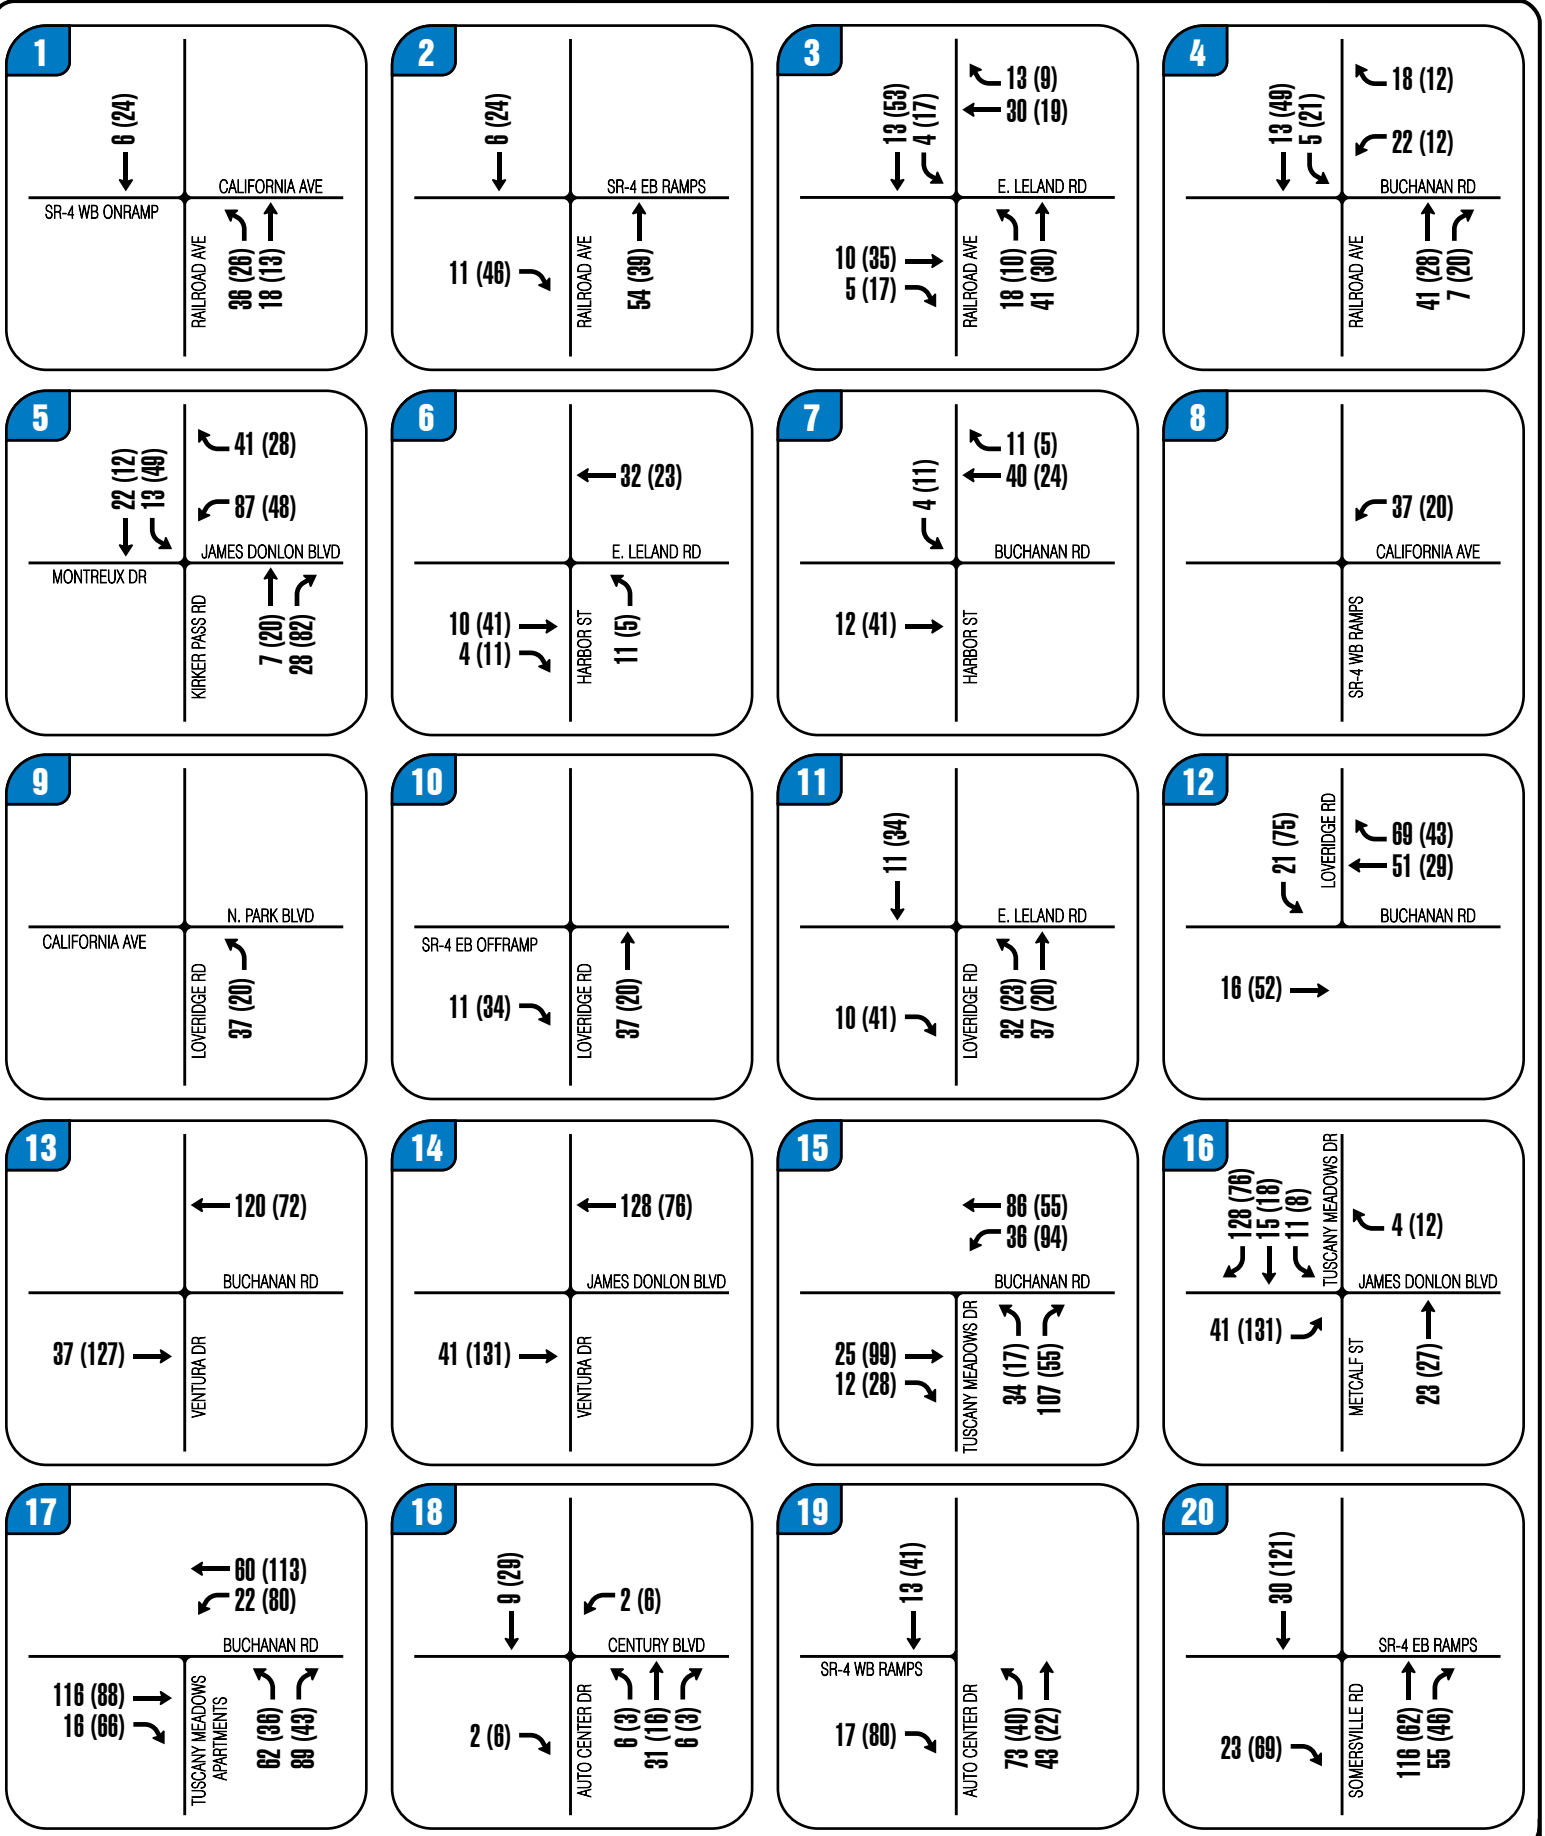 1
6 (24)
CALIFORNIA AVE
SR-4 WB ONRAMP
RAILROAD AVE
36 (26)
18 (13)
2
6 (24)
SR-4 EB RAMPS
11 (46)
RAILROAD AVE
54 (39)
3
13 (53)
4 (17)
13 (9)
30 (19)
E. LELAND RD
10 (35)
5 (17)
RAILROAD AVE
18 (10)
41 (30)
4
13 (49)
5 (21)
18 (12)
22 (12)
BUCHANAN RD
RAILROAD AVE
41 (28)
7 (20)
5
22 (12)
13 (49)
41 (28)
87 (48)
JAMES DONLON BLVD
MONTREUX DR
KIRKER PASS RD
7 (20)
28 (82)
6
32 (23)
E. LELAND RD
10 (41)
4 (11)
HARBOR ST
11 (5)
7
4 (11)
11 (5)
40 (24)
BUCHANAN RD
12 (41)
HARBOR ST
8
37 (20)
CALIFORNIA AVE
SR-4 WB RAMPS
9
N. PARK BLVD
CALIFORNIA AVE
LOVERIDGE RD
37 (20)
10
SR-4 EB OFFRAMP
11 (34)
LOVERIDGE RD
37 (20)
11
11 (34)
E. LELAND RD
10 (41)
LOVERIDGE RD
32 (23)
37 (20)
12
21 (75)
LOVERIDGE RD
69 (43)
51 (29)
BUCHANAN RD
16 (52)
13
120 (72)
BUCHANAN RD
37 (127)
VENTURA DR
14
128 (76)
JAMES DONLON BLVD
41 (131)
VENTURA DR
15
86 (55)
36 (94)
BUCHANAN RD
25 (99)
12 (28)
TUSCANY MEADOWS DR
34 (17)
107 (55)
16
128 (76)
15 (18)
11 (8)
TUSCANY MEADOWS DR
4 (12)
JAMES DONLON BLVD
41 (131)
METCALF ST
23 (27)
17
60 (113)
22 (80)
BUCHANAN RD
116 (88)
16 (66)
TUSCANY MEADOWS
APARTMENTS
62 (36)
89 (43)
18
9 (29)
2 (6)
CENTURY BLVD
2 (6)
AUTO CENTER DR
6 (3)
31 (16)
6 (3)
19
13 (41)
SR-4 WB RAMPS
17 (80)
AUTO CENTER DR
73 (40)
43 (22)
20
30 (121)
SR-4 EB RAMPS
23 (69)
SOMERSVILLE RD
116 (62)
55 (46)